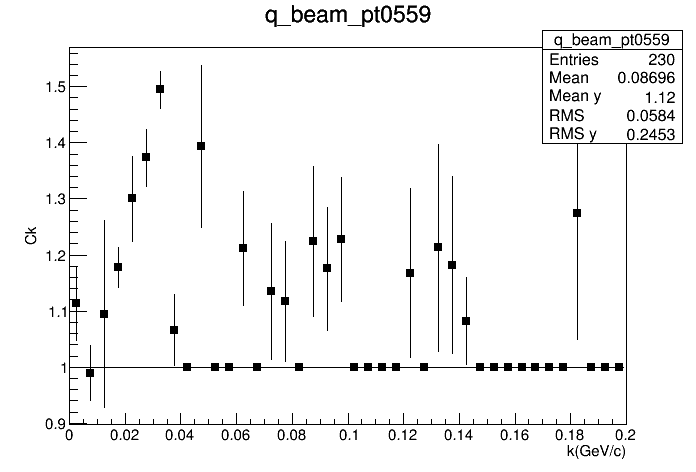 q_beam_pt0559
q_beam_pt0559
Entries 230
Mean 0.08696
Mean y 1.12
RMS 0.0584
RMS y 0.2453
Ck
1.5
1.4
1.3
1.2
1.1
1
0.9
0 0.02 0.04 0.06 0.08 0.1 0.12 0.14 0.16 0.18 0.2
k(GeV/c)